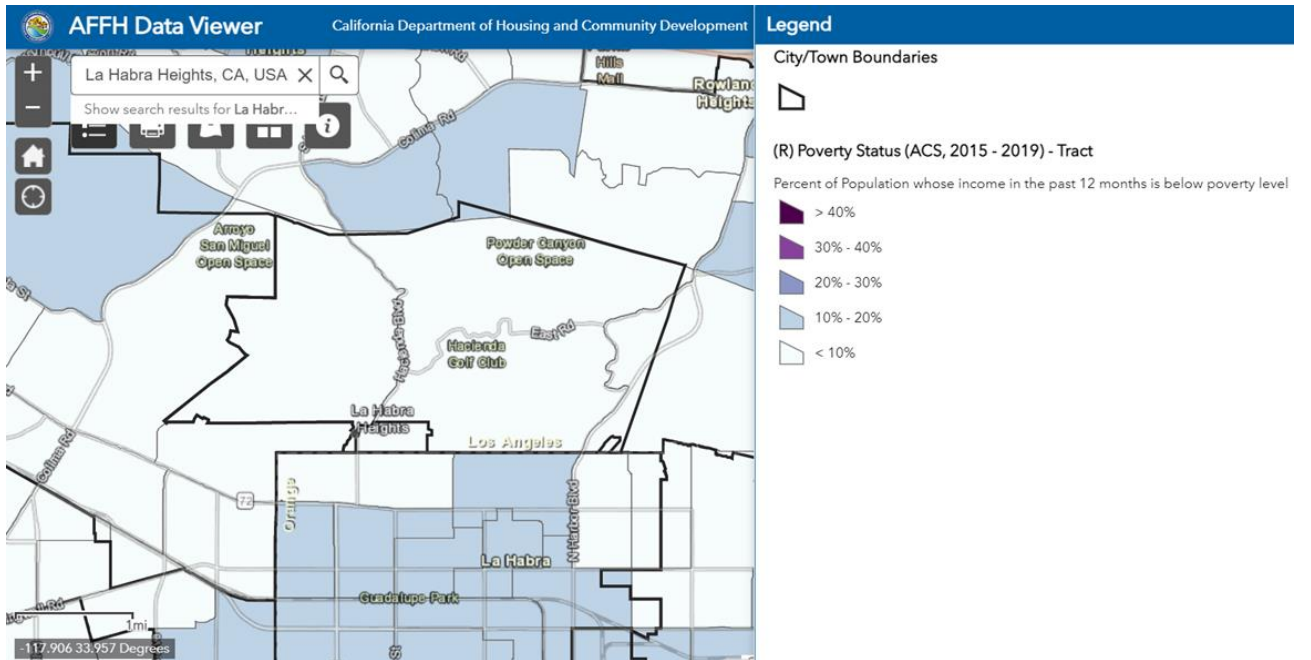 AFFH Data Viewer
California Department of Housing and Community Development
Legend
La Habra Heights, CA, USA
Show search results for La Habr...
Heights
Hills
Mall
Rowlan
Heights
Colima Rd
Arroyo
San Miguel
Open Space
Powder Canyon
Open Space
Hacienda Blvd
East Rd
Hacienda
Golf Club
La Habra
Heights
Los Angeles
Colima Rd
72
Orange
N Harbor Blvd
La Habra
Guadalupe Park
St
1mi
-117.906 33.957 Degrees
City/Town Boundaries
(R) Poverty Status (ACS, 2015 - 2019) - Tract
Percent of Population whose income in the past 12 months is below poverty level
> 40%
30% - 40%
20% - 30%
10% - 20%
< 10%